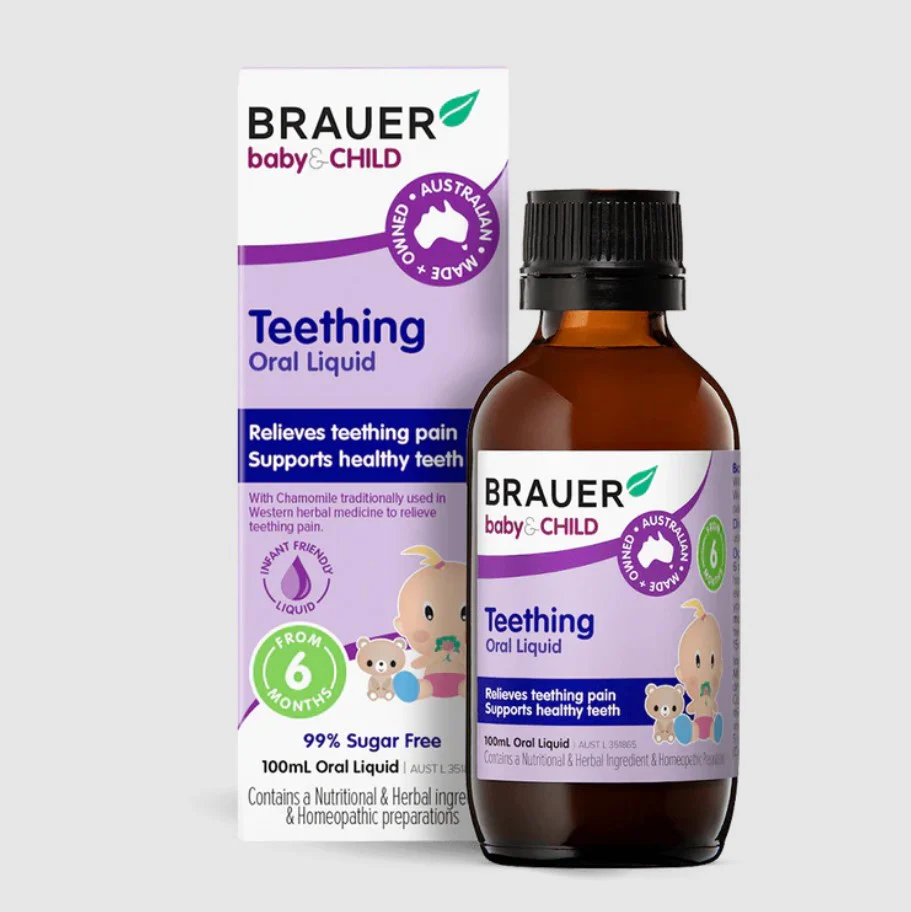 BRAUER
baby&CHILD
AUSTRALIAN • MADE + OWNED •
Teething
Oral Liquid
Relieves teething pain
Supports healthy teeth
With Chamomile traditionally used in
Western herbal medicine to relieve
teething pain.
INFANT FRIENDLY
LIQUID
FROM
6
MONTHS
99% Sugar Free
100mL Oral Liquid | AUST L
Contains a Nutritional & Herbal
& Homeopathic preparations
BRAUER
baby&CHILD
AUSTRALIAN • MADE + OWNED •
FROM
6
MONTHS
Teething
Oral Liquid
Relieves teething pain
Supports healthy teeth
100mL Oral Liquid | AUST L 351865
Contains a Nutritional & Herbal Ingredient & Homeopathic